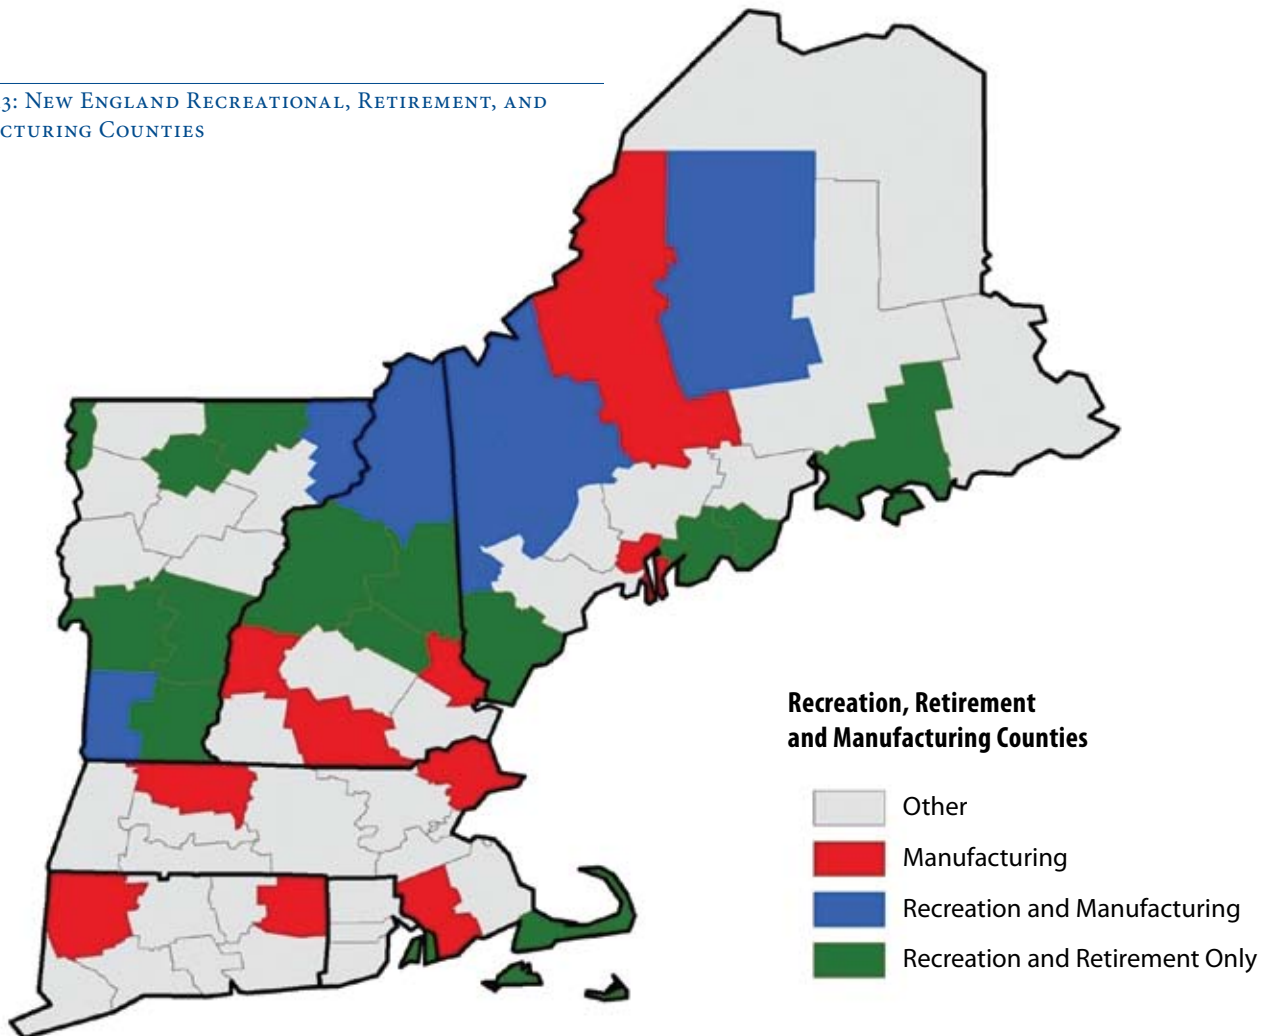 3: New England Recreational, Retirement, and
cturing Counties
Recreation, Retirement
and Manufacturing Counties
Other
Manufacturing
Recreation and Manufacturing
Recreation and Retirement Only